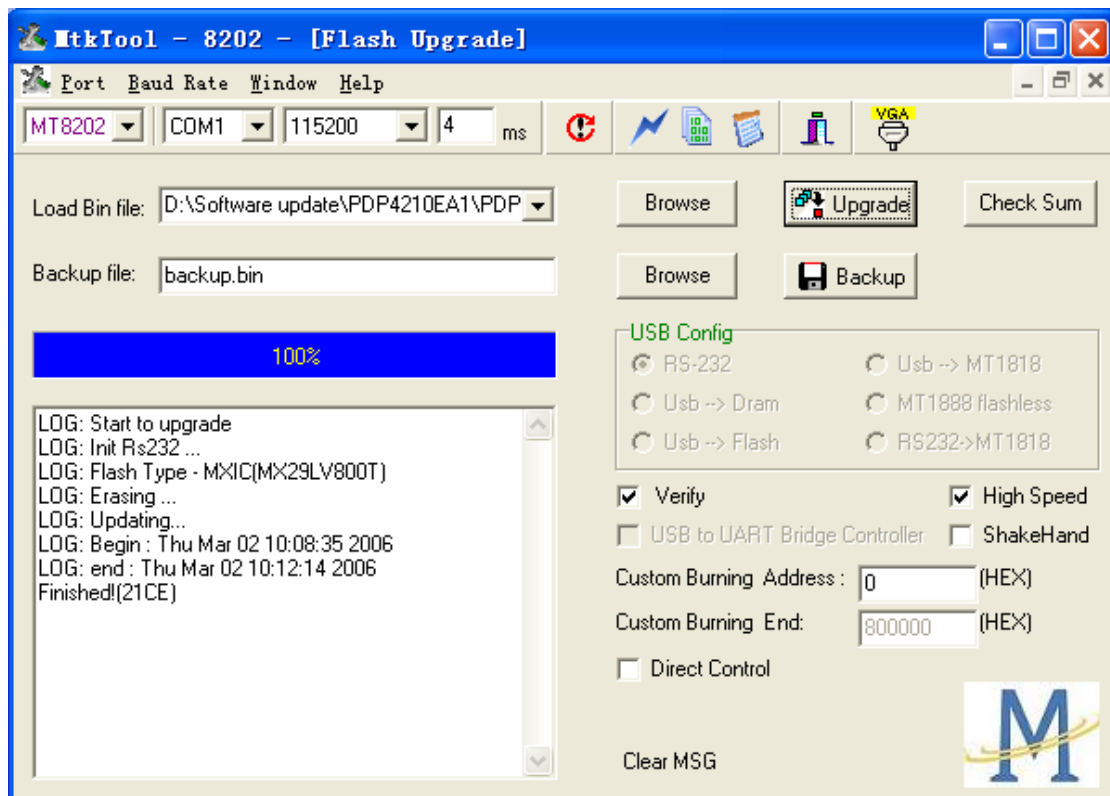 MtkTool - 8202 - [Flash Upgrade]
Port Baud Rate Window Help
MT8202 COM1 115200 4 ms VGA
Load Bin file: D:\Software update\PDP4210EA1\PDP Browse Upgrade Check Sum
Backup file: backup.bin Browse Backup
100%
LOG: Start to upgrade
LOG: Init Rs232 ...
LOG: Flash Type - MXIC(MX29LV800T)
LOG: Erasing ...
LOG: Updating...
LOG: Begin : Thu Mar 02 10:08:35 2006
LOG: end : Thu Mar 02 10:12:14 2006
Finished!(21CE)
USB Config
RS-232 Usb --> MT1818
Usb --> Dram MT1888 flashless
Usb --> Flash RS232->MT1818
Verify High Speed
USB to UART Bridge Controller ShakeHand
Custom Burning Address : 0 (HEX)
Custom Burning End: 800000 (HEX)
Direct Control
Clear MSG
M